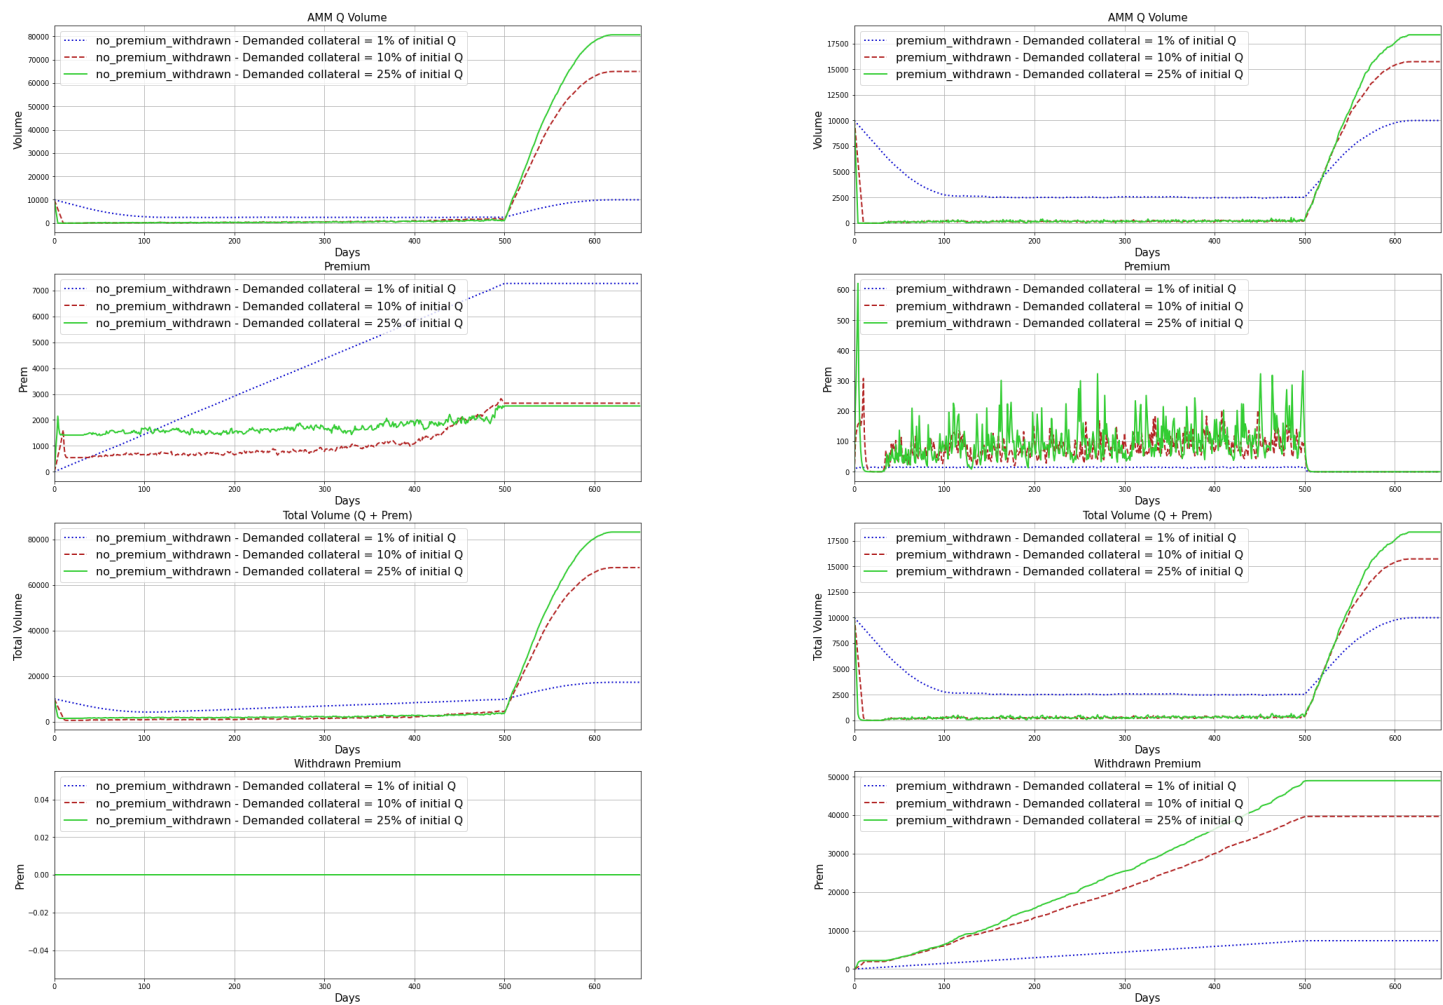 AMM Q Volume
no_premium_withdrawn - Demanded collateral = 1% of initial Q
no_premium_withdrawn - Demanded collateral = 10% of initial Q
no_premium_withdrawn - Demanded collateral = 25% of initial Q
Volume
80000
70000
60000
50000
40000
30000
20000
10000
0
0 100 200 300 400 500 600
Days
Premium
no_premium_withdrawn - Demanded collateral = 1% of initial Q
no_premium_withdrawn - Demanded collateral = 10% of initial Q
no_premium_withdrawn - Demanded collateral = 25% of initial Q
Prem
7000
6000
5000
4000
3000
2000
1000
0
0 100 200 300 400 500 600
Days
Total Volume (Q + Prem)
no_premium_withdrawn - Demanded collateral = 1% of initial Q
no_premium_withdrawn - Demanded collateral = 10% of initial Q
no_premium_withdrawn - Demanded collateral = 25% of initial Q
Total Volume
80000
60000
40000
20000
0
0 100 200 300 400 500 600
Days
Withdrawn Premium
no_premium_withdrawn - Demanded collateral = 1% of initial Q
no_premium_withdrawn - Demanded collateral = 10% of initial Q
no_premium_withdrawn - Demanded collateral = 25% of initial Q
Prem
0.04
0.02
0.00
−0.02
−0.04
0 100 200 300 400 500 600
Days
AMM Q Volume
premium_withdrawn - Demanded collateral = 1% of initial Q
premium_withdrawn - Demanded collateral = 10% of initial Q
premium_withdrawn - Demanded collateral = 25% of initial Q
Volume
17500
15000
12500
10000
7500
5000
2500
0
0 100 200 300 400 500 600
Days
Premium
premium_withdrawn - Demanded collateral = 1% of initial Q
premium_withdrawn - Demanded collateral = 10% of initial Q
premium_withdrawn - Demanded collateral = 25% of initial Q
Prem
600
500
400
300
200
100
0
0 100 200 300 400 500 600
Days
Total Volume (Q + Prem)
premium_withdrawn - Demanded collateral = 1% of initial Q
premium_withdrawn - Demanded collateral = 10% of initial Q
premium_withdrawn - Demanded collateral = 25% of initial Q
Total Volume
17500
15000
12500
10000
7500
5000
2500
0
0 100 200 300 400 500 600
Days
Withdrawn Premium
premium_withdrawn - Demanded collateral = 1% of initial Q
premium_withdrawn - Demanded collateral = 10% of initial Q
premium_withdrawn - Demanded collateral = 25% of initial Q
Prem
50000
40000
30000
20000
10000
0
0 100 200 300 400 500 600
Days